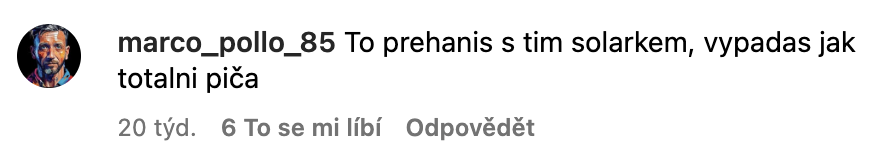 marco_pollo_85 To prehanis s tim solarkem, vypadas jak
totalni piča
20 týd. 6 To se mi líbí Odpovědět